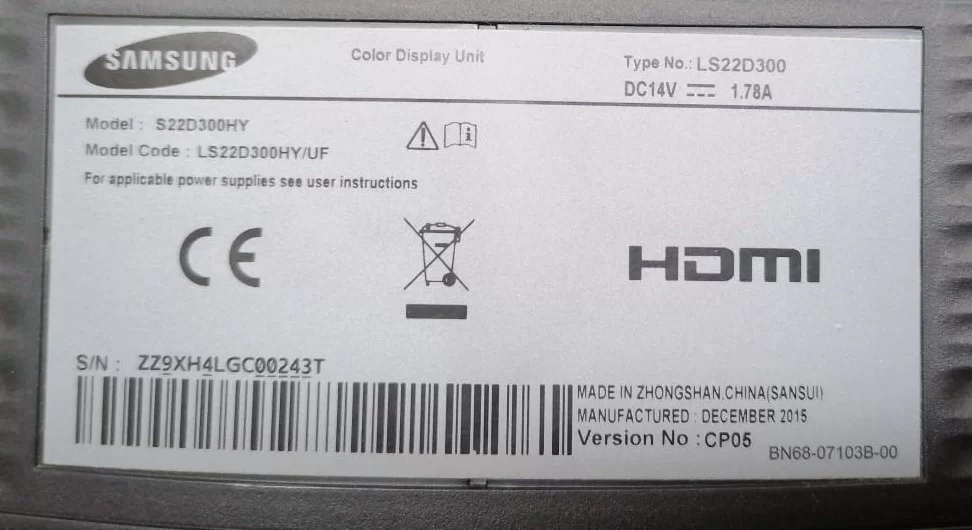 SAMSUNG
Color Display Unit
Type No.: LS22D300
DC14V 1.78A
Model : S22D300HY
Model Code : LS22D300HY/UF
For applicable power supplies see user instructions
CE
HDMI
S/N : ZZ9XH4LGC00243T
MADE IN ZHONGSHAN.CHINA(SANSUI)
MANUFACTURED : DECEMBER 2015
Version No : CP05
BN68-07103B-00